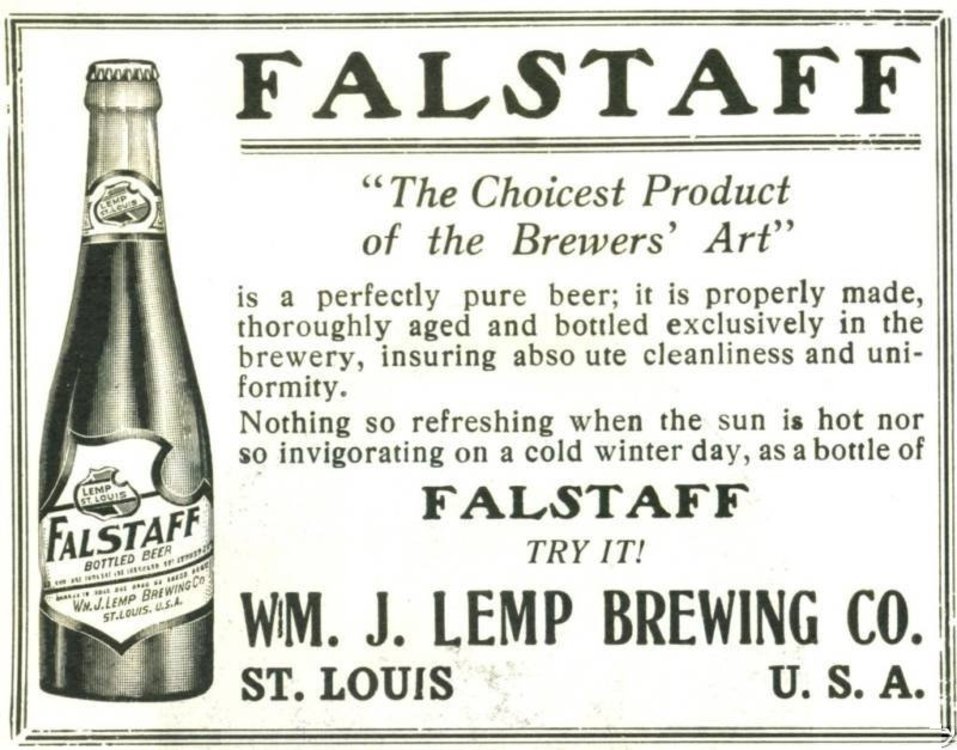 FALSTAFF
“The Choicest Product
of the Brewers’ Art”
is a perfectly pure beer; it is properly made,
thoroughly aged and bottled exclusively in the
brewery, insuring abso ute cleanliness and uni-
formity.
Nothing so refreshing when the sun is hot nor
so invigorating on a cold winter day, as a bottle of
FALSTAFF
TRY IT!
WM. J. LEMP BREWING CO.
ST. LOUIS U. S. A.
LEMP
ST. LOUIS
LEMP
ST. LOUIS
FALSTAFF
BOTTLED BEER
WM. J. LEMP BREWING CO
ST. LOUIS, U.S.A.